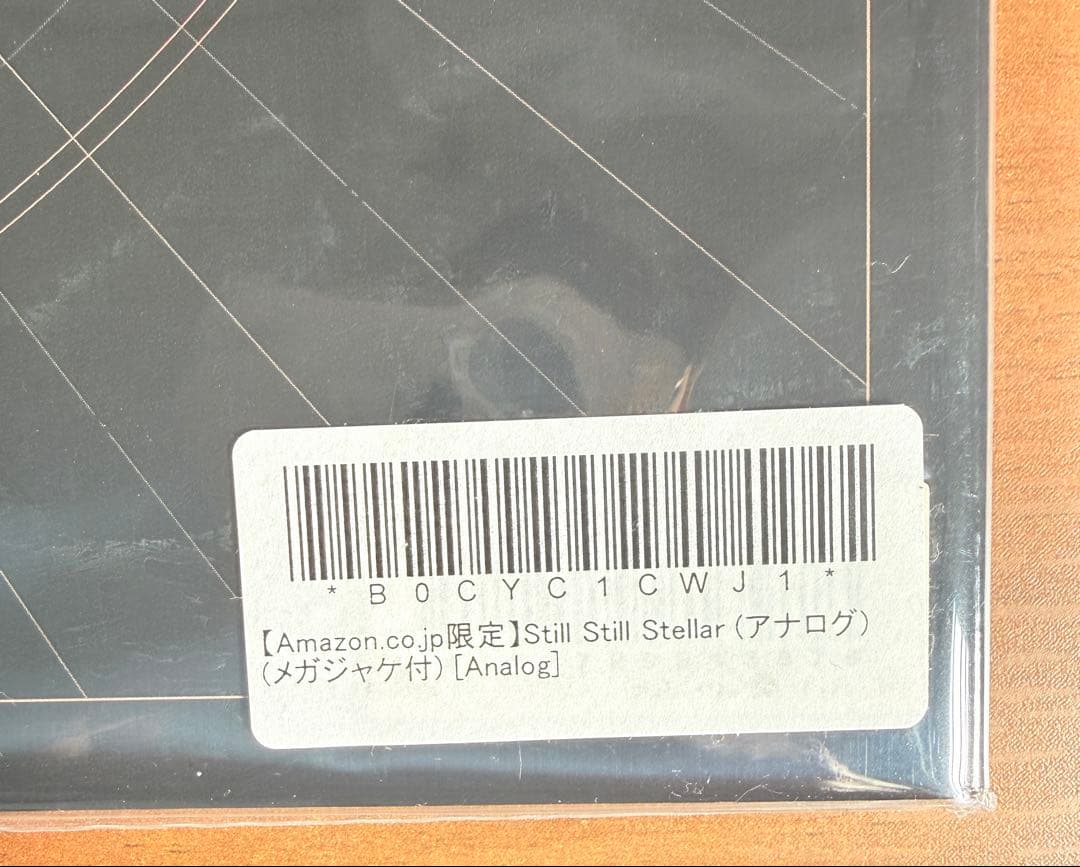 * B 0 C Y C 1 C W J 1 *
【Amazon.co.jp限定】Still Still Stellar (アナログ)
(メガジャケ付) [Analog]